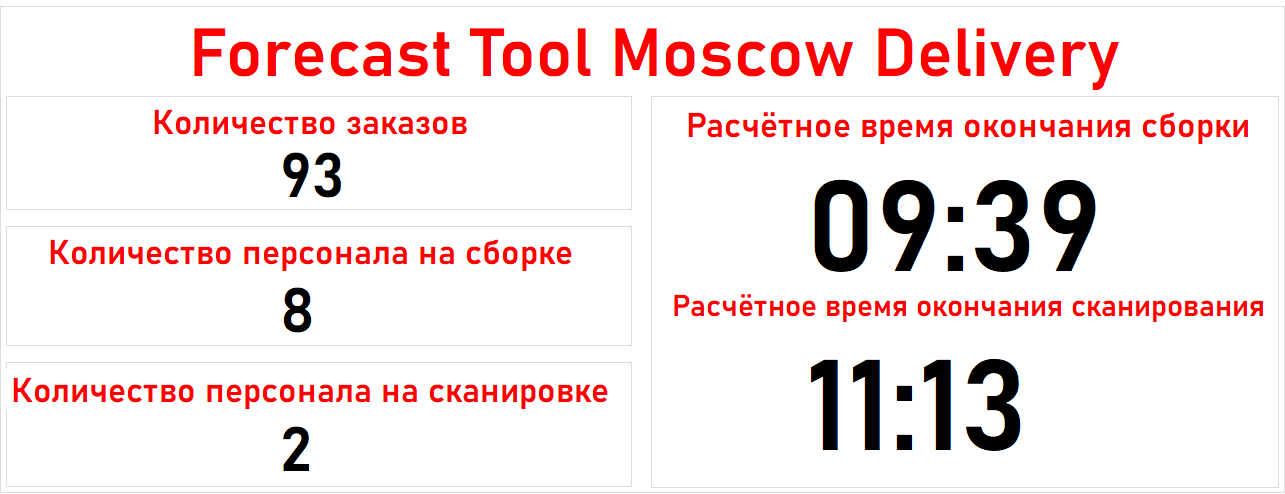 Forecast Tool Moscow Delivery
Количество заказов
93
Количество персонала на сборке
8
Количество персонала на сканировке
2
Расчётное время окончания сборки
09:39
Расчётное время окончания сканирования
11:13